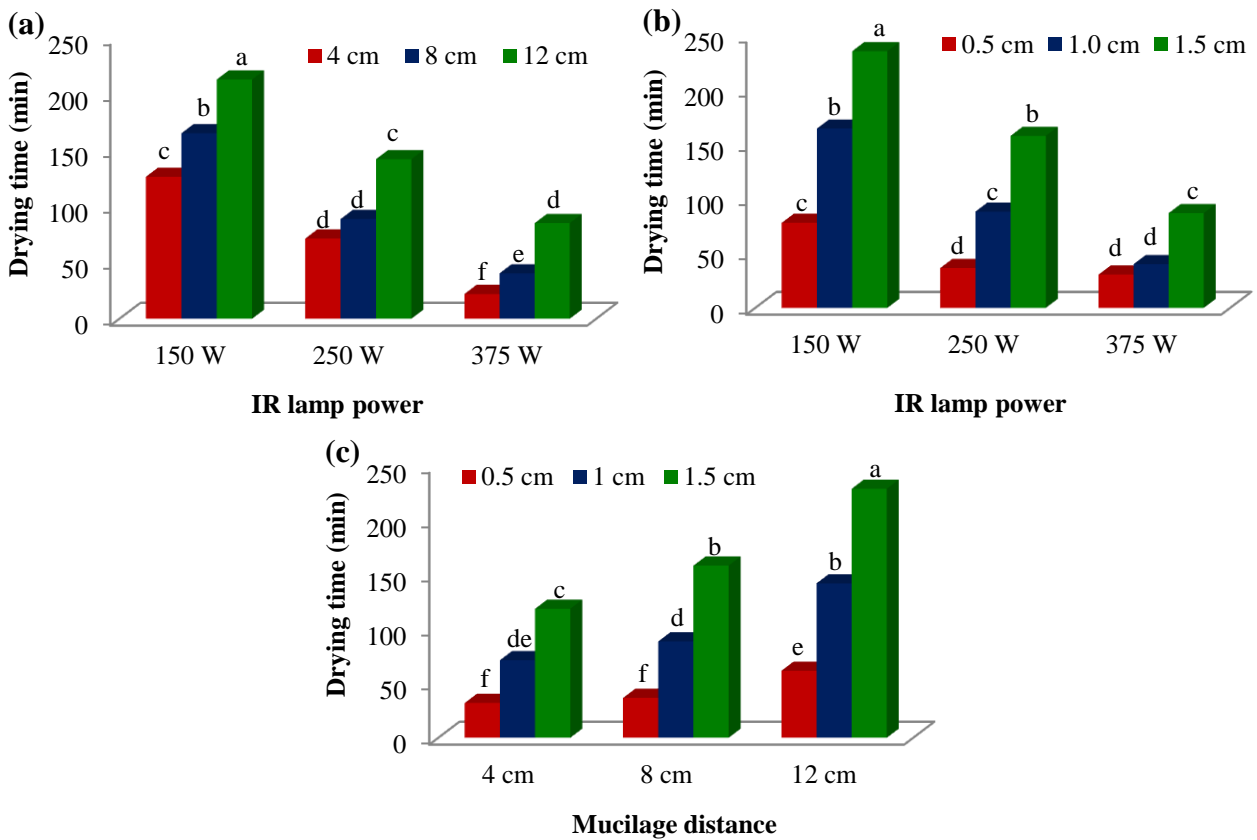 (a)
4 cm 8 cm 12 cm
Drying time (min)
250
200
150
100
50
0
c b a
d d c
f e d
150 W 250 W 375 W
IR lamp power
(b)
0.5 cm 1.0 cm 1.5 cm
Drying time (min)
250
200
150
100
50
0
c b a
d c b
d d c
150 W 250 W 375 W
IR lamp power
(c)
0.5 cm 1 cm 1.5 cm
Drying time (min)
250
200
150
100
50
0
f de c
f d b
e b a
4 cm 8 cm 12 cm
Mucilage distance